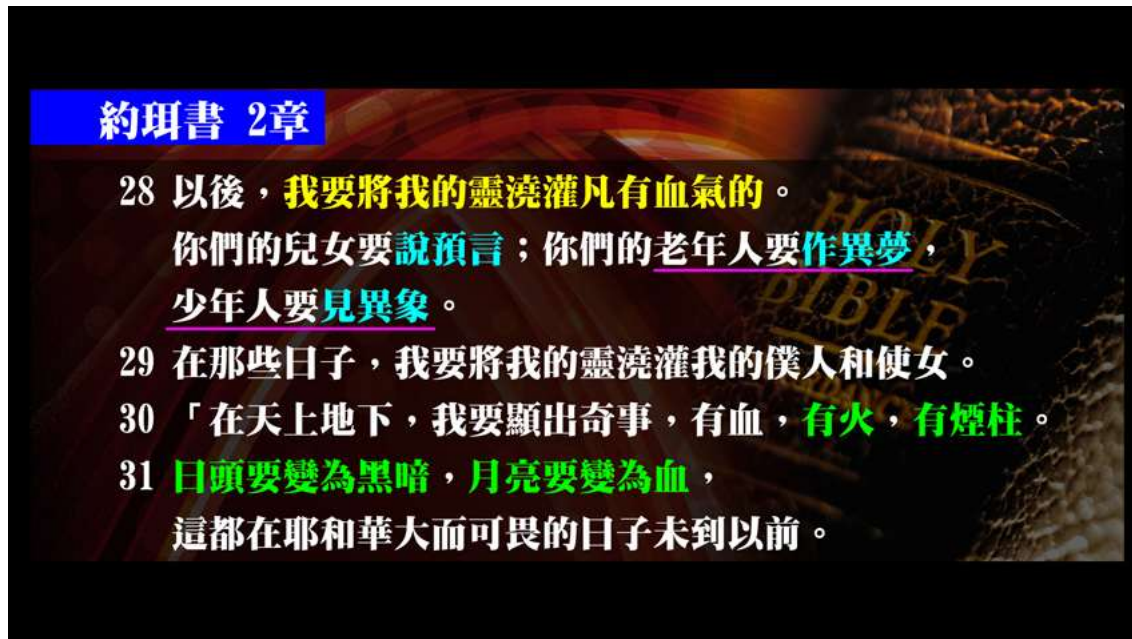 約珥書 2章
28 以後，我要將我的靈澆灌凡有血氣的。
你們的兒女要說預言；你們的老年人要作異夢，
少年人要見異象。
29 在那些日子，我要將我的靈澆灌我的僕人和使女。
30 「在天上地下，我要顯出奇事，有血，有火，有煙柱。
31 日頭要變為黑暗，月亮要變為血，
這都在耶和華大而可畏的日子未到以前。
HOLY
BIBLE